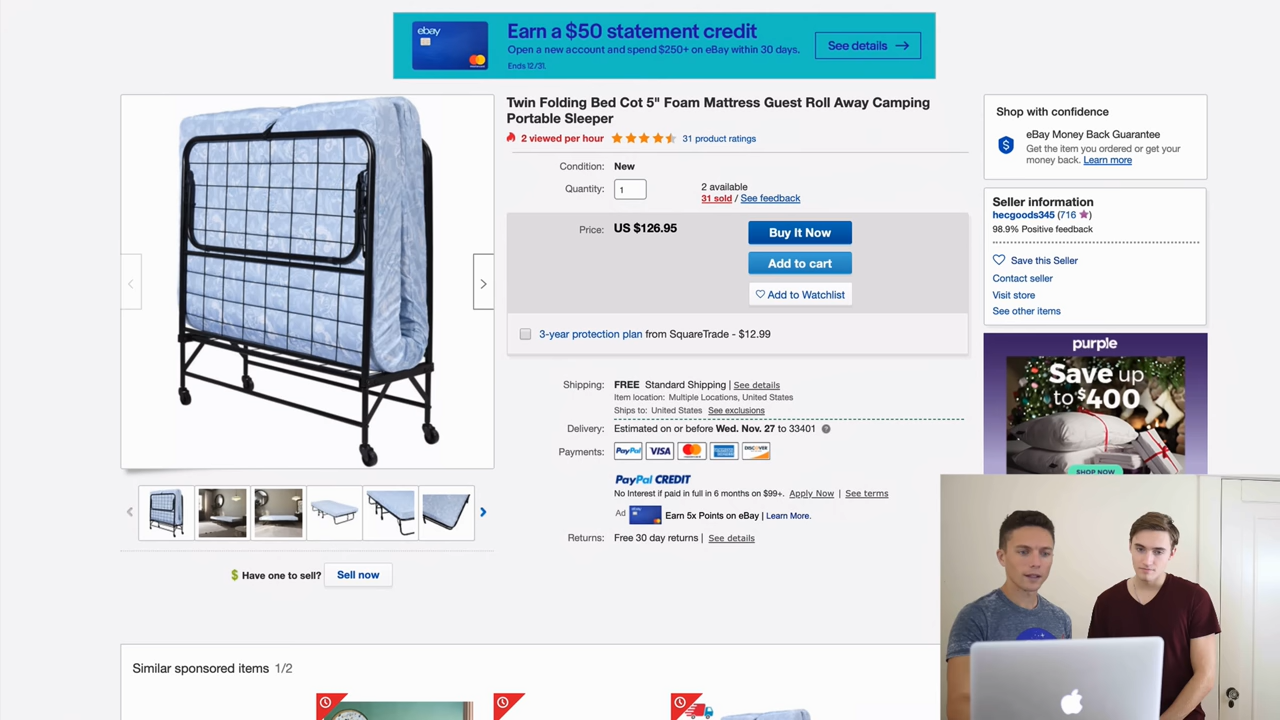 ebay
Earn a $50 statement credit
Open a new account and spend $250+ on eBay within 30 days.
Ends 12/31.
See details →
Twin Folding Bed Cot 5" Foam Mattress Guest Roll Away Camping
Portable Sleeper
2 viewed per hour
31 product ratings
Condition: New
Quantity: 1
2 available
31 sold / See feedback
Price: US $126.95
Buy It Now
Add to cart
Add to Watchlist
3-year protection plan from SquareTrade - $12.99
Shipping: FREE Standard Shipping | See details
Item location: Multiple Locations, United States
Ships to: United States See exclusions
Delivery: Estimated on or before Wed. Nov. 27 to 33401 ?
Payments: PayPal VISA DISCOVER
PayPal CREDIT
No Interest if paid in full in 6 months on $99+. Apply Now | See terms
Ad Earn 5x Points on eBay | Learn More.
Returns: Free 30 day returns | See details
Shop with confidence
$ eBay Money Back Guarantee
Get the item you ordered or get your
money back. Learn more
Seller information
hecgoods345 (716 ★)
98.9% Positive feedback
Save this Seller
Contact seller
Visit store
See other items
purple
Save up
to $400
SHOP NOW
$ Have one to sell? Sell now
Similar sponsored items 1/2